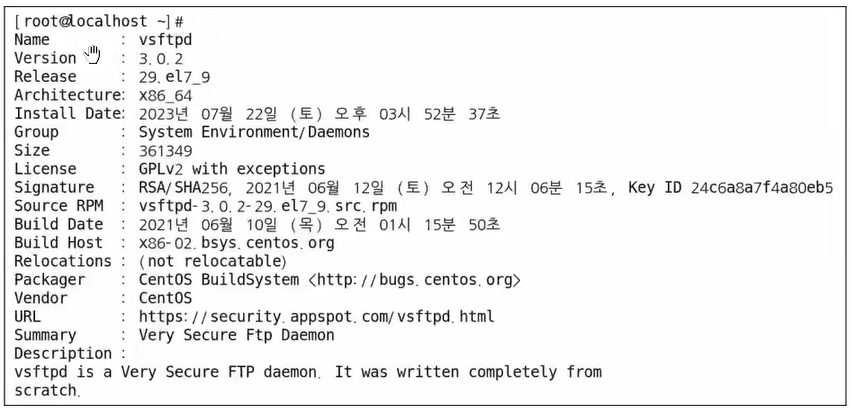 [root@localhost ~]#
Name        : vsftpd
Version     : 3.0.2
Release     : 29.el7_9
Architecture: x86_64
Install Date: 2023년 07월 22일 (토) 오후 03시 52분 37초
Group       : System Environment/Daemons
Size        : 361349
License     : GPLv2 with exceptions
Signature   : RSA/SHA256, 2021년 06월 12일 (토) 오전 12시 06분 15초, Key ID 24c6a8a7f4a80eb5
Source RPM  : vsftpd-3.0.2-29.el7_9.src.rpm
Build Date  : 2021년 06월 10일 (목) 오전 01시 15분 50초
Build Host  : x86-02.bsys.centos.org
Relocations : (not relocatable)
Packager    : CentOS BuildSystem <http://bugs.centos.org>
Vendor      : CentOS
URL         : https://security.appspot.com/vsftpd.html
Summary     : Very Secure Ftp Daemon
Description :
vsftpd is a Very Secure FTP daemon. It was written completely from
scratch.